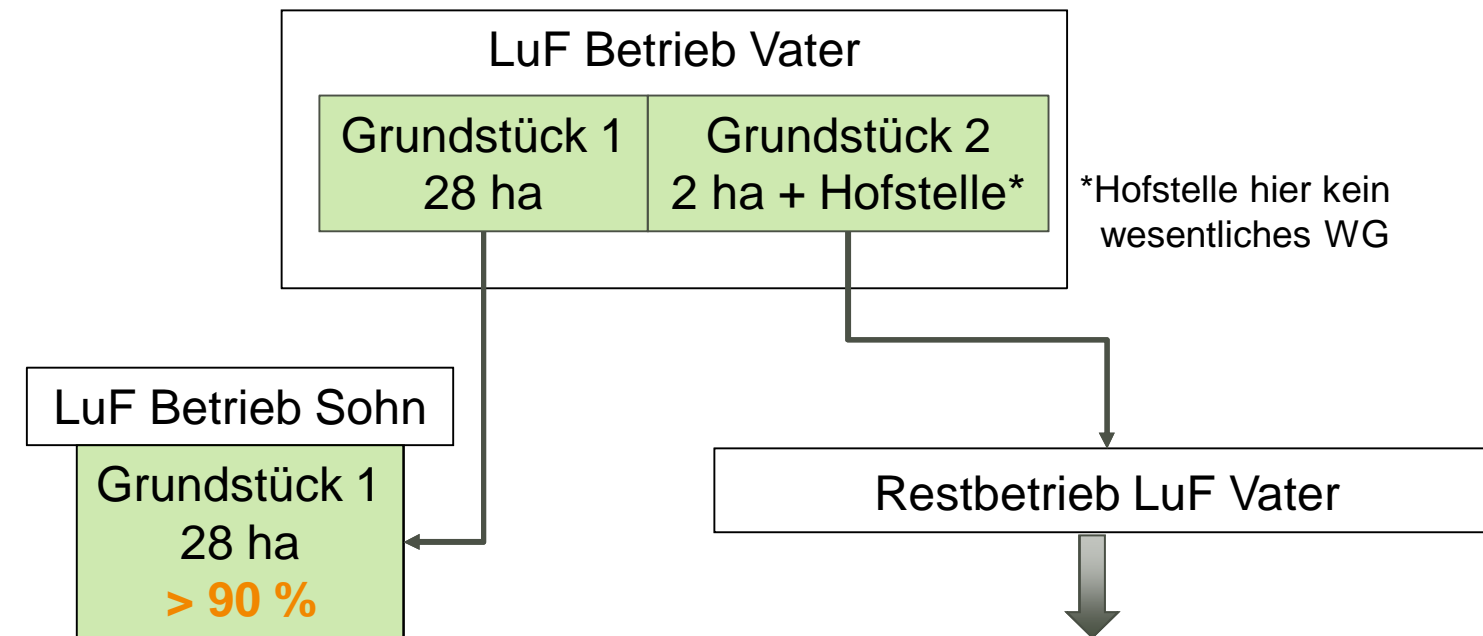 LuF Betrieb Vater
Grundstück 1
28 ha
Grundstück 2
2 ha + Hofstelle*
*Hofstelle hier kein
wesentliches WG
LuF Betrieb Sohn
Grundstück 1
28 ha
> 90 %
Restbetrieb LuF Vater